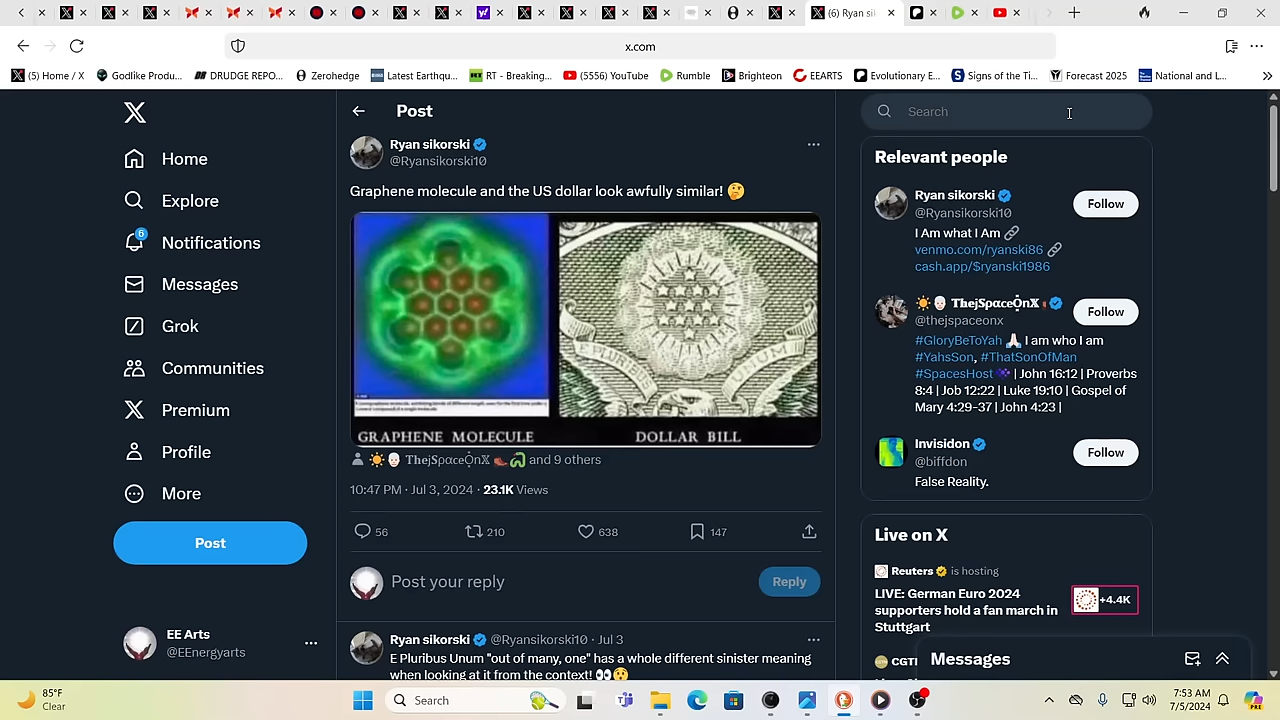 (6) Ryan si
x.com
(5) Home / X
Godlike Produ...
DRUDGE REPO...
Zerohedge
Latest Earthqu...
RT - Breaking...
(5556) YouTube
Rumble
Brighteon
EEARTS
Evolutionary E...
Signs of the Ti...
Forecast 2025
National and L...
Home
Explore
6
Notifications
Messages
Grok
Communities
Premium
Profile
More
Post
EE Arts
@EEnergyarts
Post
Ryan sikorski
@Ryansikorski10
Graphene molecule and the US dollar look awfully similar! 🤔
E PLURIBUS UNUM
GRAPHENE MOLECULE
DOLLAR BILL
☀️👨🏻‍🦲 𝐓𝐡𝐞𝐣𝐒ραceỘn𝕏 and 9 others
10:47 PM · Jul 3, 2024 · 23.1K Views
56
210
638
147
Post your reply
Reply
Ryan sikorski @Ryansikorski10 · Jul 3
E Pluribus Unum "out of many, one" has a whole different sinister meaning
when looking at it from the context! 👀😲
Search
Relevant people
Ryan sikorski
@Ryansikorski10
Follow
I Am what I Am 🔗
venmo.com/ryanski86 🔗
cash.app/$ryanski1986
𝐓𝐡𝐞𝐣𝐒ραceỘn𝕏
@thejspaceonx
Follow
#GloryBeToYah 🙏🏻 I am who I am
#YahsSon, #ThatSonOfMan
#SpacesHost | John 16:12 | Proverbs
8:4 | Job 12:22 | Luke 19:10 | Gospel of
Mary 4:29-37 | John 4:23 |
Invisidon
@biffdon
Follow
False Reality.
Live on X
Reuters is hosting
LIVE: German Euro 2024
supporters hold a fan march in
Stuttgart
+4.4K
CGT
Messages
85°F
Clear
Search
7:53 AM
7/5/2024